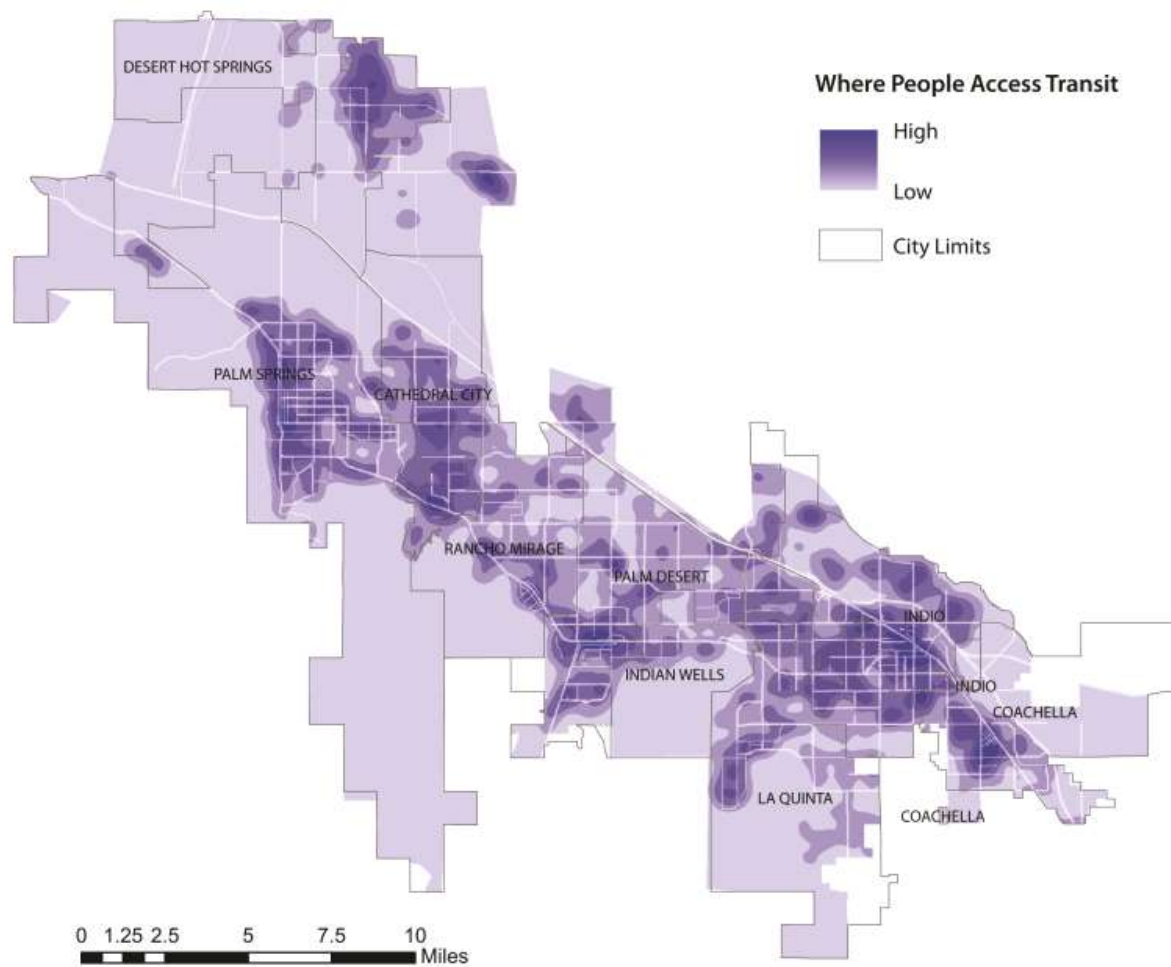 DESERT HOT SPRINGS
Where People Access Transit
High
Low
City Limits
PALM SPRINGS
CATHEDRAL CITY
RANCHO MIRAGE
PALM DESERT
INDIO
INDIAN WELLS
INDIO
COACHELLA
LA QUINTA
COACHELLA
0 1.25 2.5 5 7.5 10
Miles